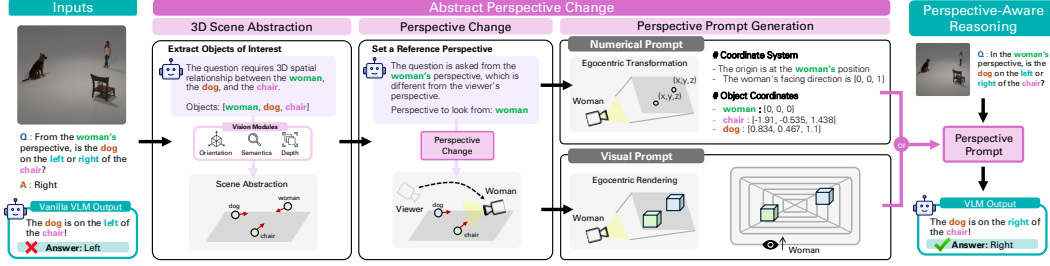 Inputs
Abstract Perspective Change
Perspective-Aware
Reasoning
3D Scene Abstraction
Perspective Change
Perspective Prompt Generation
Q : From the woman's
perspective, is the dog
on the left or right of the
chair?
A : Right
Vanilla VLM Output
The dog is on the left of
the chair!
Answer: Left
Extract Objects of Interest
The question requires 3D spatial
relationship between the woman,
the dog, and the chair.
Objects: [woman, dog, chair]
Vision Modules
Orientation
Semantics
Depth
Scene Abstraction
dog
woman
chair
Set a Reference Perspective
The question is asked from the
woman's perspective, which is
different from the viewer's
perspective.
Perspective to look from: woman
Perspective
Change
Viewer
Woman
dog
chair
Numerical Prompt
Egocentric Transformation
Woman
(x,y,z)
(x,y,z)
# Coordinate System
- The origin is at the woman's position
- The woman's facing direction is [0, 0, 1]
# Object Coordinates
- woman : [0, 0, 0]
- chair : [-1.91, -0.535, 1.438]
- dog : [0.834, 0.467, 1.1]
Visual Prompt
Egocentric Rendering
Woman
Woman
or
Q : In the woman's
perspective, is the
dog on the left or
right of the chair?
Perspective
Prompt
VLM Output
The dog is on the right of
the chair!
Answer: Right